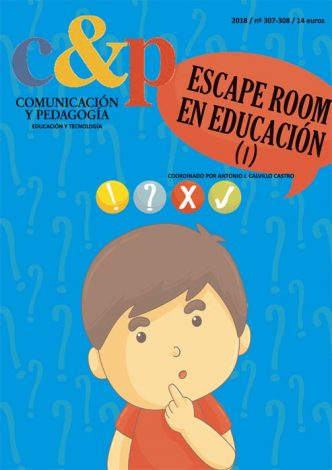 2018 / nº 307-308 / 14 euros
c&p
COMUNICACIÓN
Y PEDAGOGÍA
EDUCACIÓN Y TECNOLOGÍA
ESCAPE ROOM
EN EDUCACIÓN
(I)
COORDINADO POR ANTONIO J. CALVILLO CASTRO
! ? X ✓